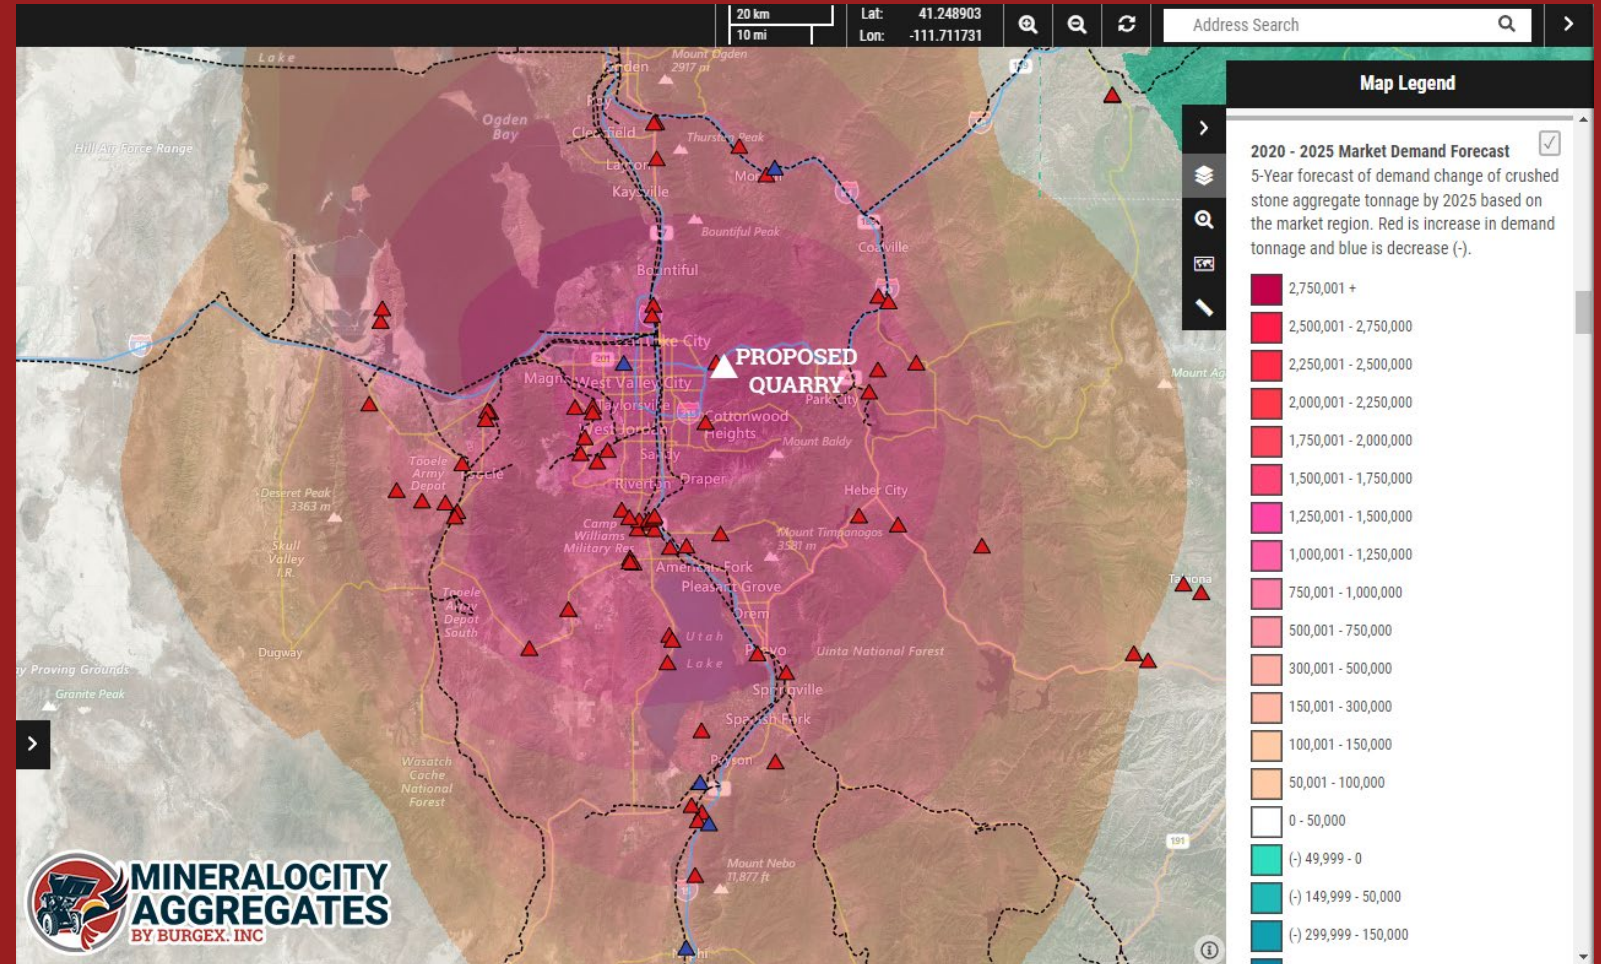 20 km
10 mi
Lat: 41.248903
Lon: -111.711731
Address Search
Map Legend
2020 - 2025 Market Demand Forecast
5-Year forecast of demand change of crushed
stone aggregate tonnage by 2025 based on
the market region. Red is increase in demand
tonnage and blue is decrease (-).
2,750,001 +
2,500,001 - 2,750,000
2,250,001 - 2,500,000
2,000,001 - 2,250,000
1,750,001 - 2,000,000
1,500,001 - 1,750,000
1,250,001 - 1,500,000
1,000,001 - 1,250,000
750,001 - 1,000,000
500,001 - 750,000
300,001 - 500,000
150,001 - 300,000
100,001 - 150,000
50,001 - 100,000
0 - 50,000
(-) 49,999 - 0
(-) 149,999 - 50,000
(-) 299,999 - 150,000
Lake
Mount Ogden
2917 m
Ogden
Bay
Hill Air Force Range
Thurston Peak
Kaysville
Bountiful Peak
Coalville
Bountiful
201
PROPOSED
QUARRY
West Valley City
Taylorsville
West Jordan
Park City
Cottonwood
Heights
Mount Baldy
Sandy
Riverton
Draper
Heber City
Tooele
Army
Depot
Deseret Peak
3363 m
Skull
Valley
I.R.
Camp
Williams
Military Res
Mount Timpanogos
3581 m
American Fork
Pleasant Grove
Orem
Tooele
Army
Depot
South
Utah
Lake
Provo
Uinta National Forest
Dugway
Granite Peak
Springville
Spanish Fork
Payson
Wasatch
Cache
National
Forest
Mount Nebo
11,877 ft
191
MINERALOCITY
AGGREGATES
BY BURGEX. INC